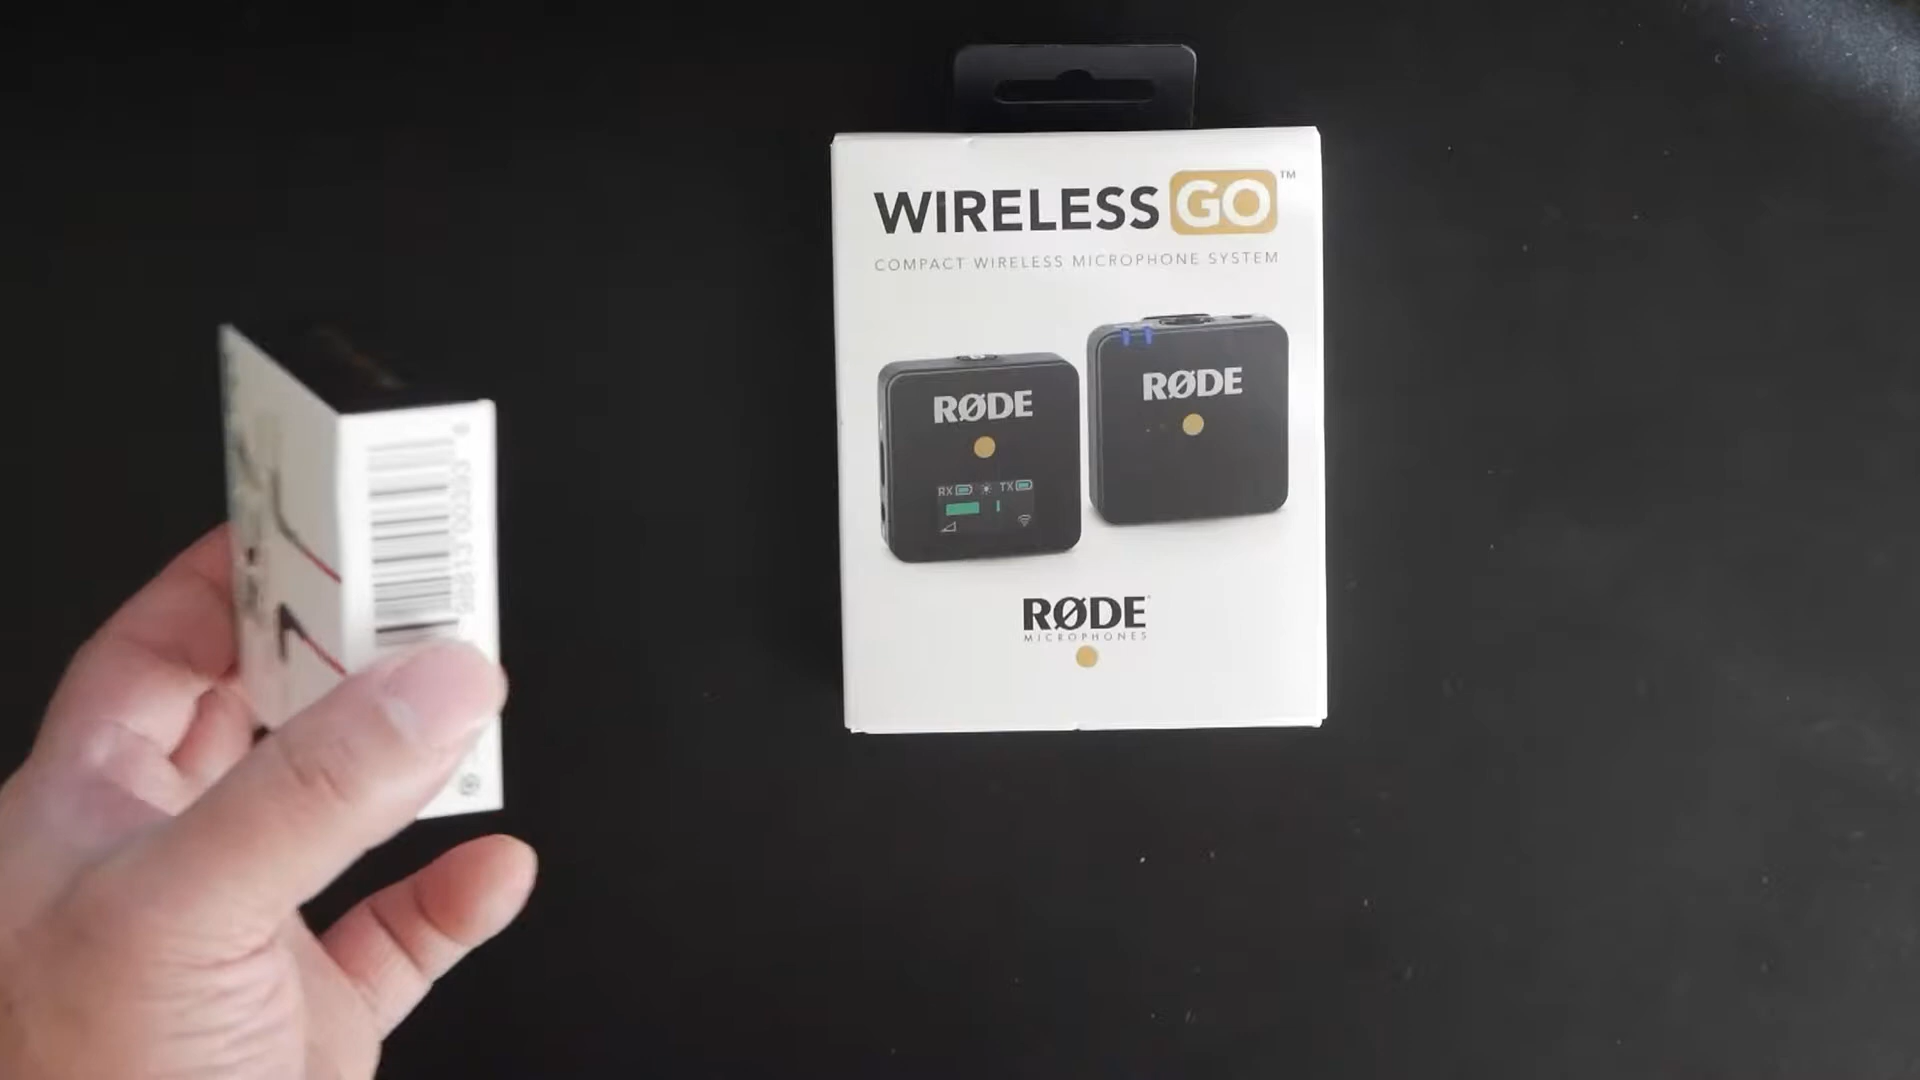 WIRELESS GO™
COMPACT WIRELESS MICROPHONE SYSTEM
RØDE
RØDE
RX TX
RØDE
MICROPHONES